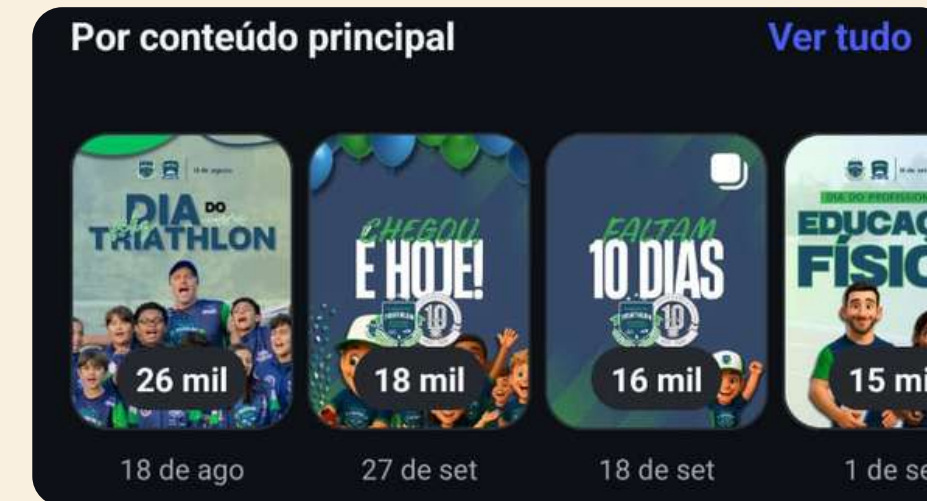 Por conteúdo principal
Ver tudo
DIA DO
TRIATHLON
CHEGOU
É HOJE!
FALTAM
10 DIAS
EDUCAÇ
FÍSIC
26 mil
18 mil
16 mil
15 mi
18 de ago
27 de set
18 de set
1 de se